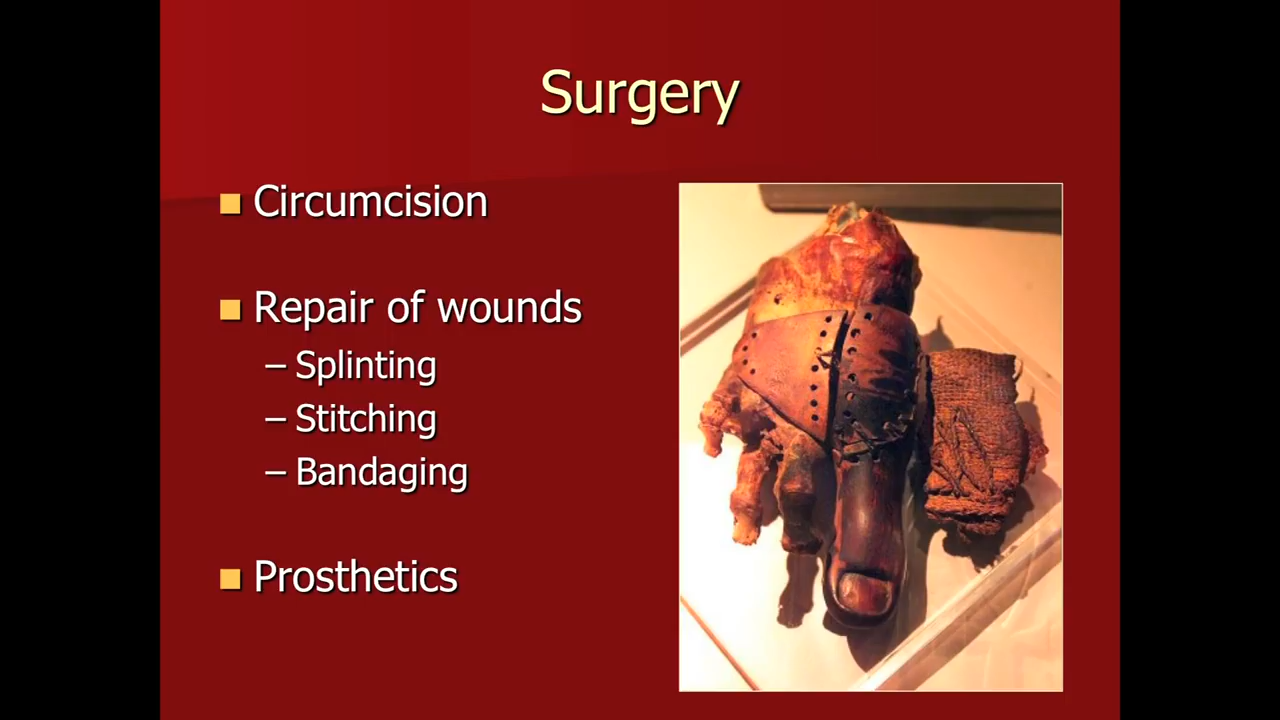 Surgery
Circumcision
Repair of wounds
– Splinting
– Stitching
– Bandaging
Prosthetics